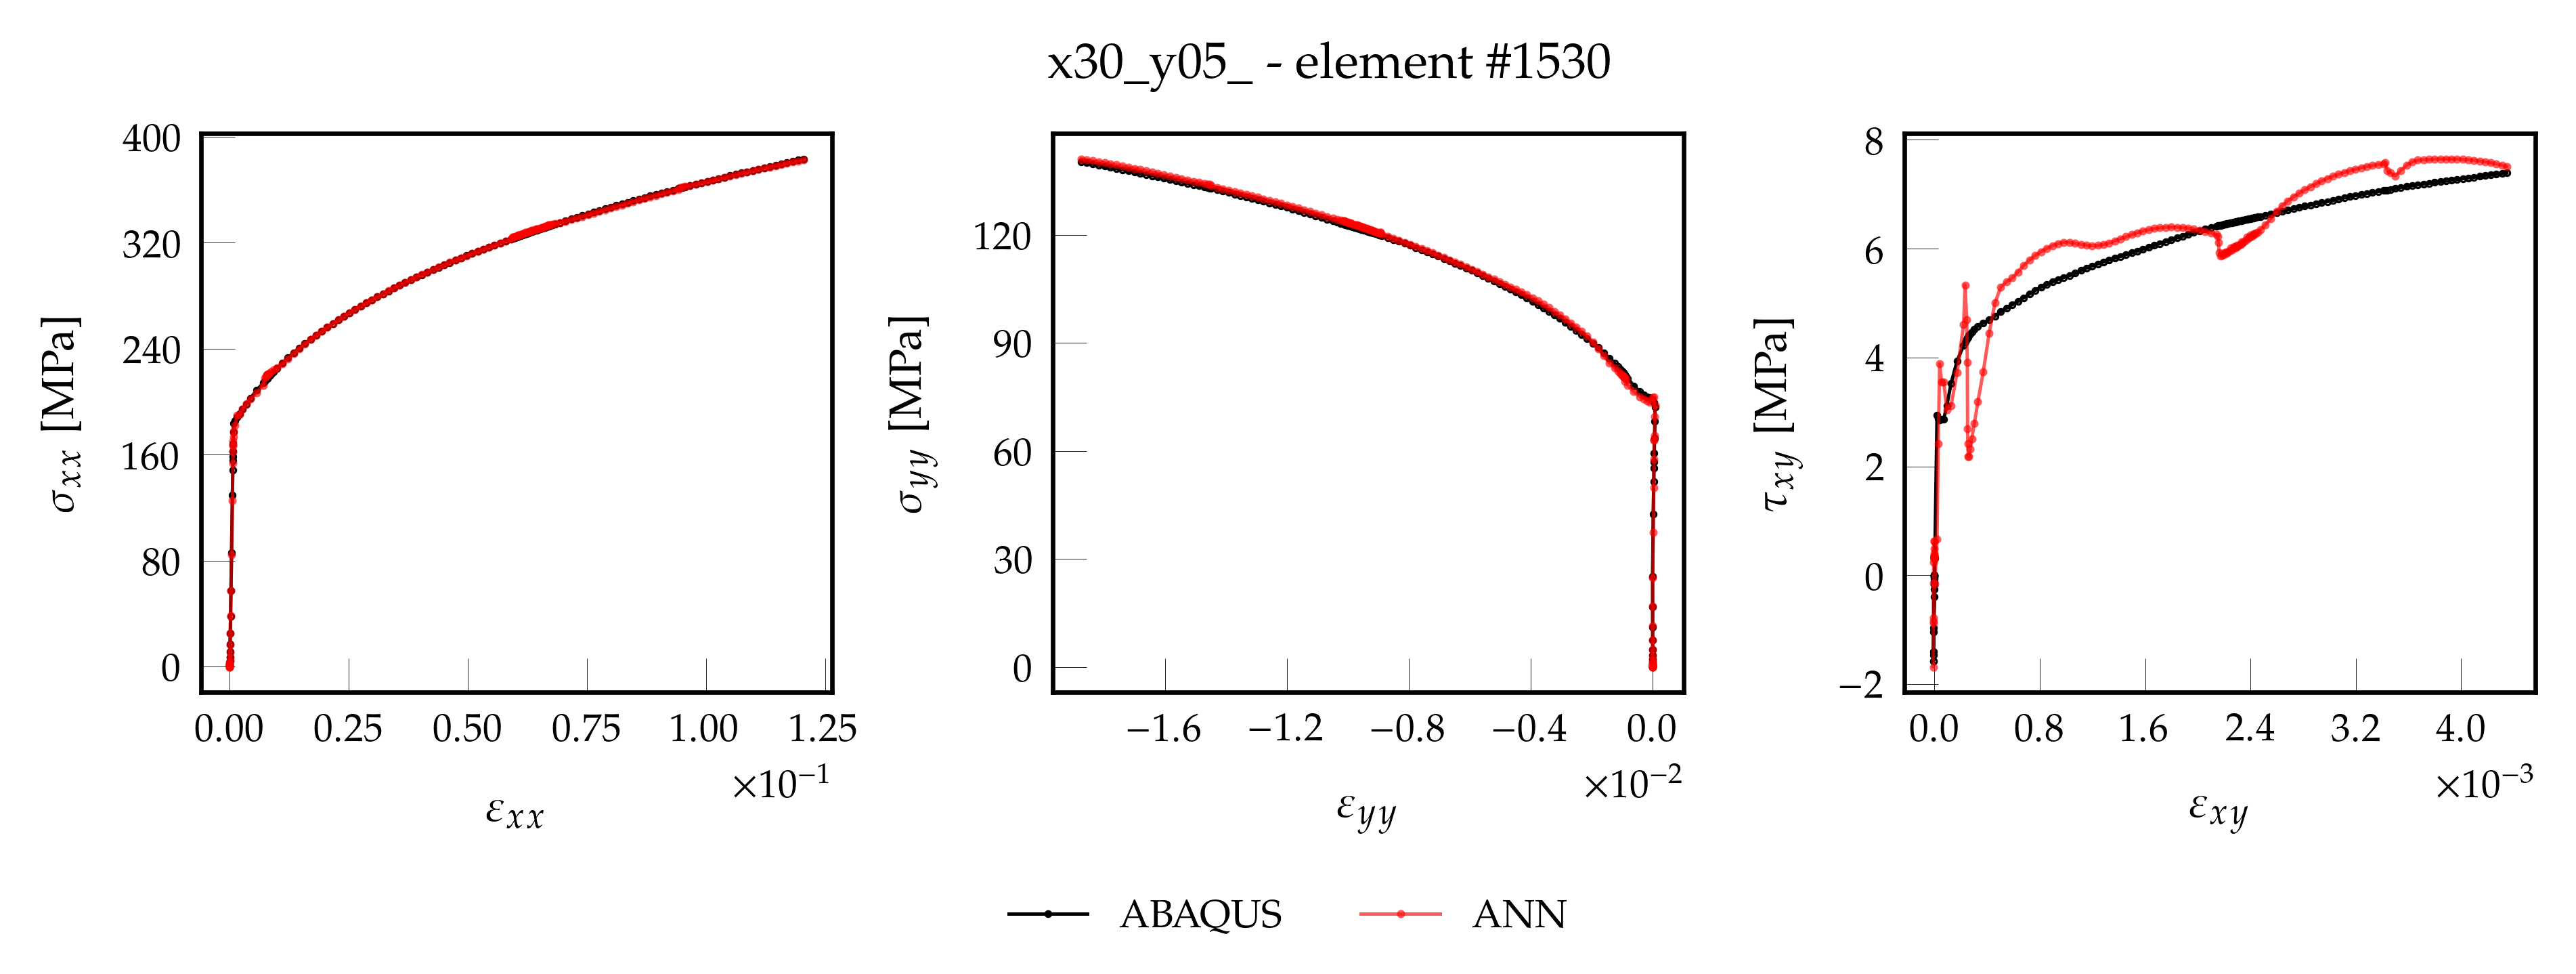 x30_y05_ - element #1530
400
320
240
160
80
0
σxx [MPa]
0.00 0.25 0.50 0.75 1.00 1.25
×10−1
εxx
120
90
60
30
0
σyy [MPa]
−1.6 −1.2 −0.8 −0.4 0.0
×10−2
εyy
8
6
4
2
0
−2
τxy [MPa]
0.0 0.8 1.6 2.4 3.2 4.0
×10−3
εxy
ABAQUS ANN